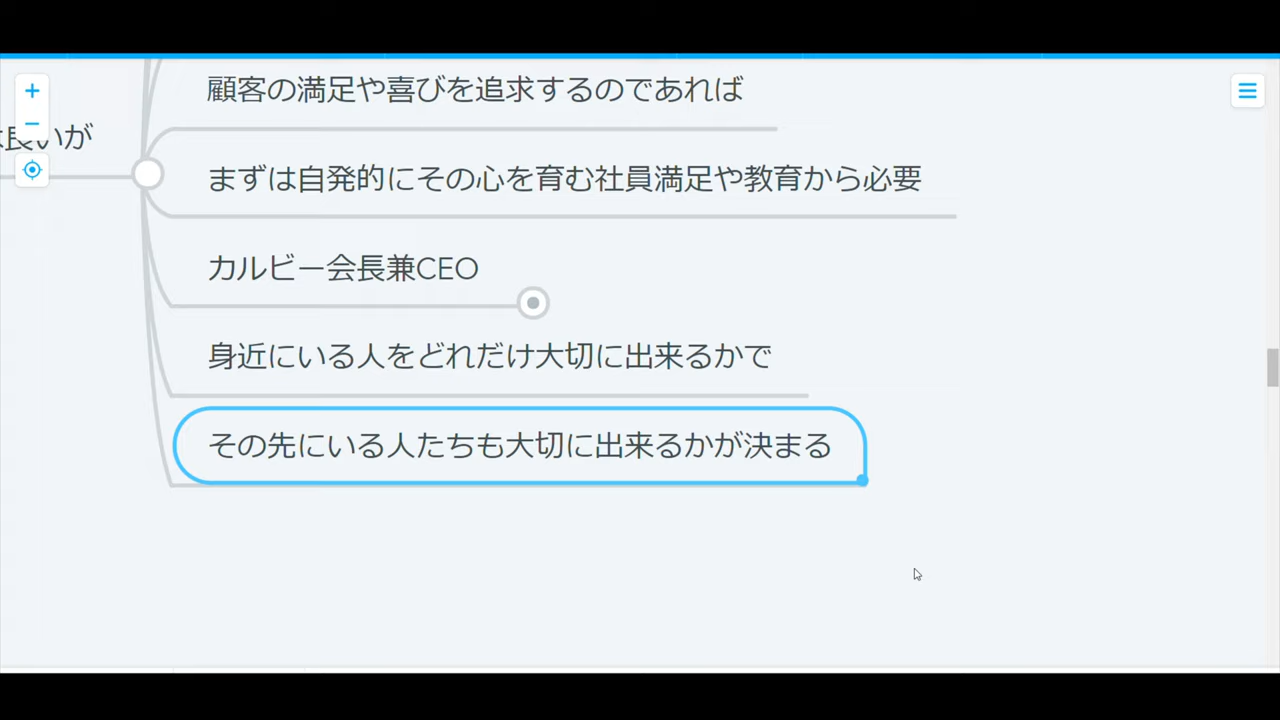 顧客の満足や喜びを追求するのであれば
は良いが
まずは自発的にその心を育む社員満足や教育から必要
カルビー会長兼CEO
身近にいる人をどれだけ大切に出来るかで
その先にいる人たちも大切に出来るかが決まる